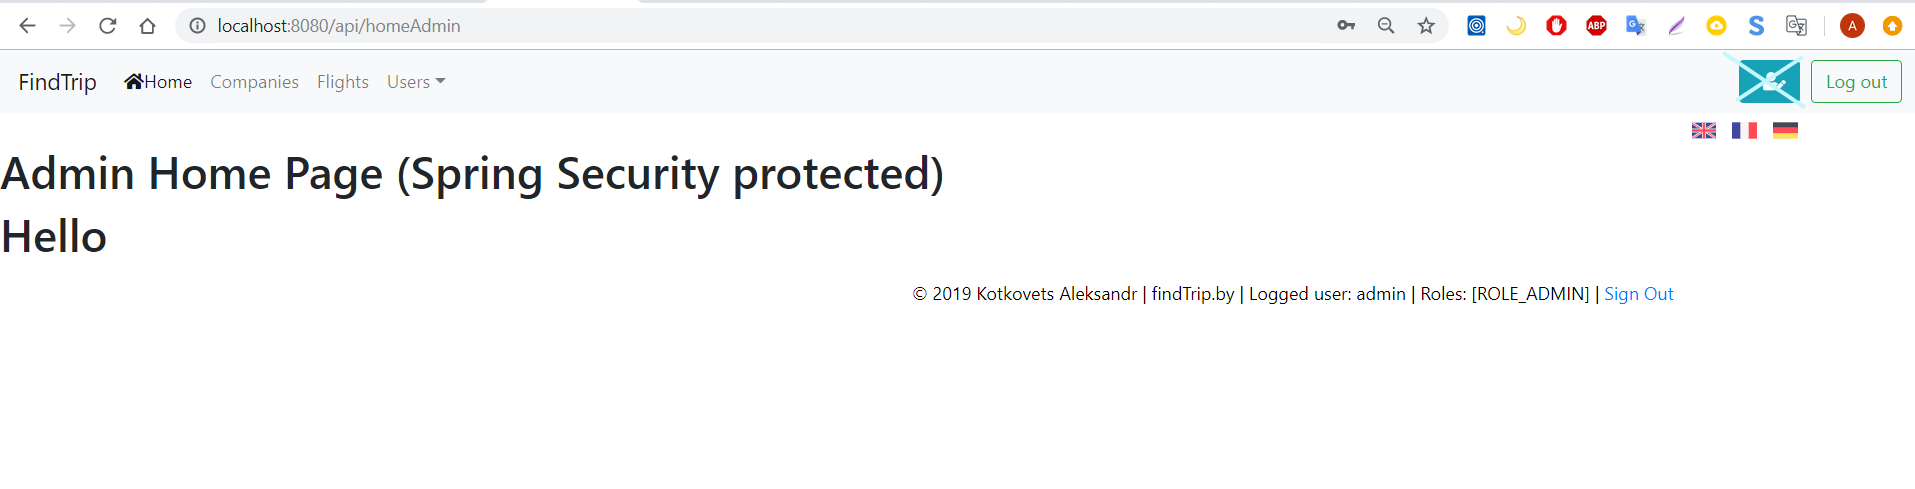 localhost:8080/api/homeAdmin
ABP
S
A
FindTrip Home Companies Flights Users Log out
Admin Home Page (Spring Security protected)
Hello
© 2019 Kotkovets Aleksandr | findTrip.by | Logged user: admin | Roles: [ROLE_ADMIN] | Sign Out